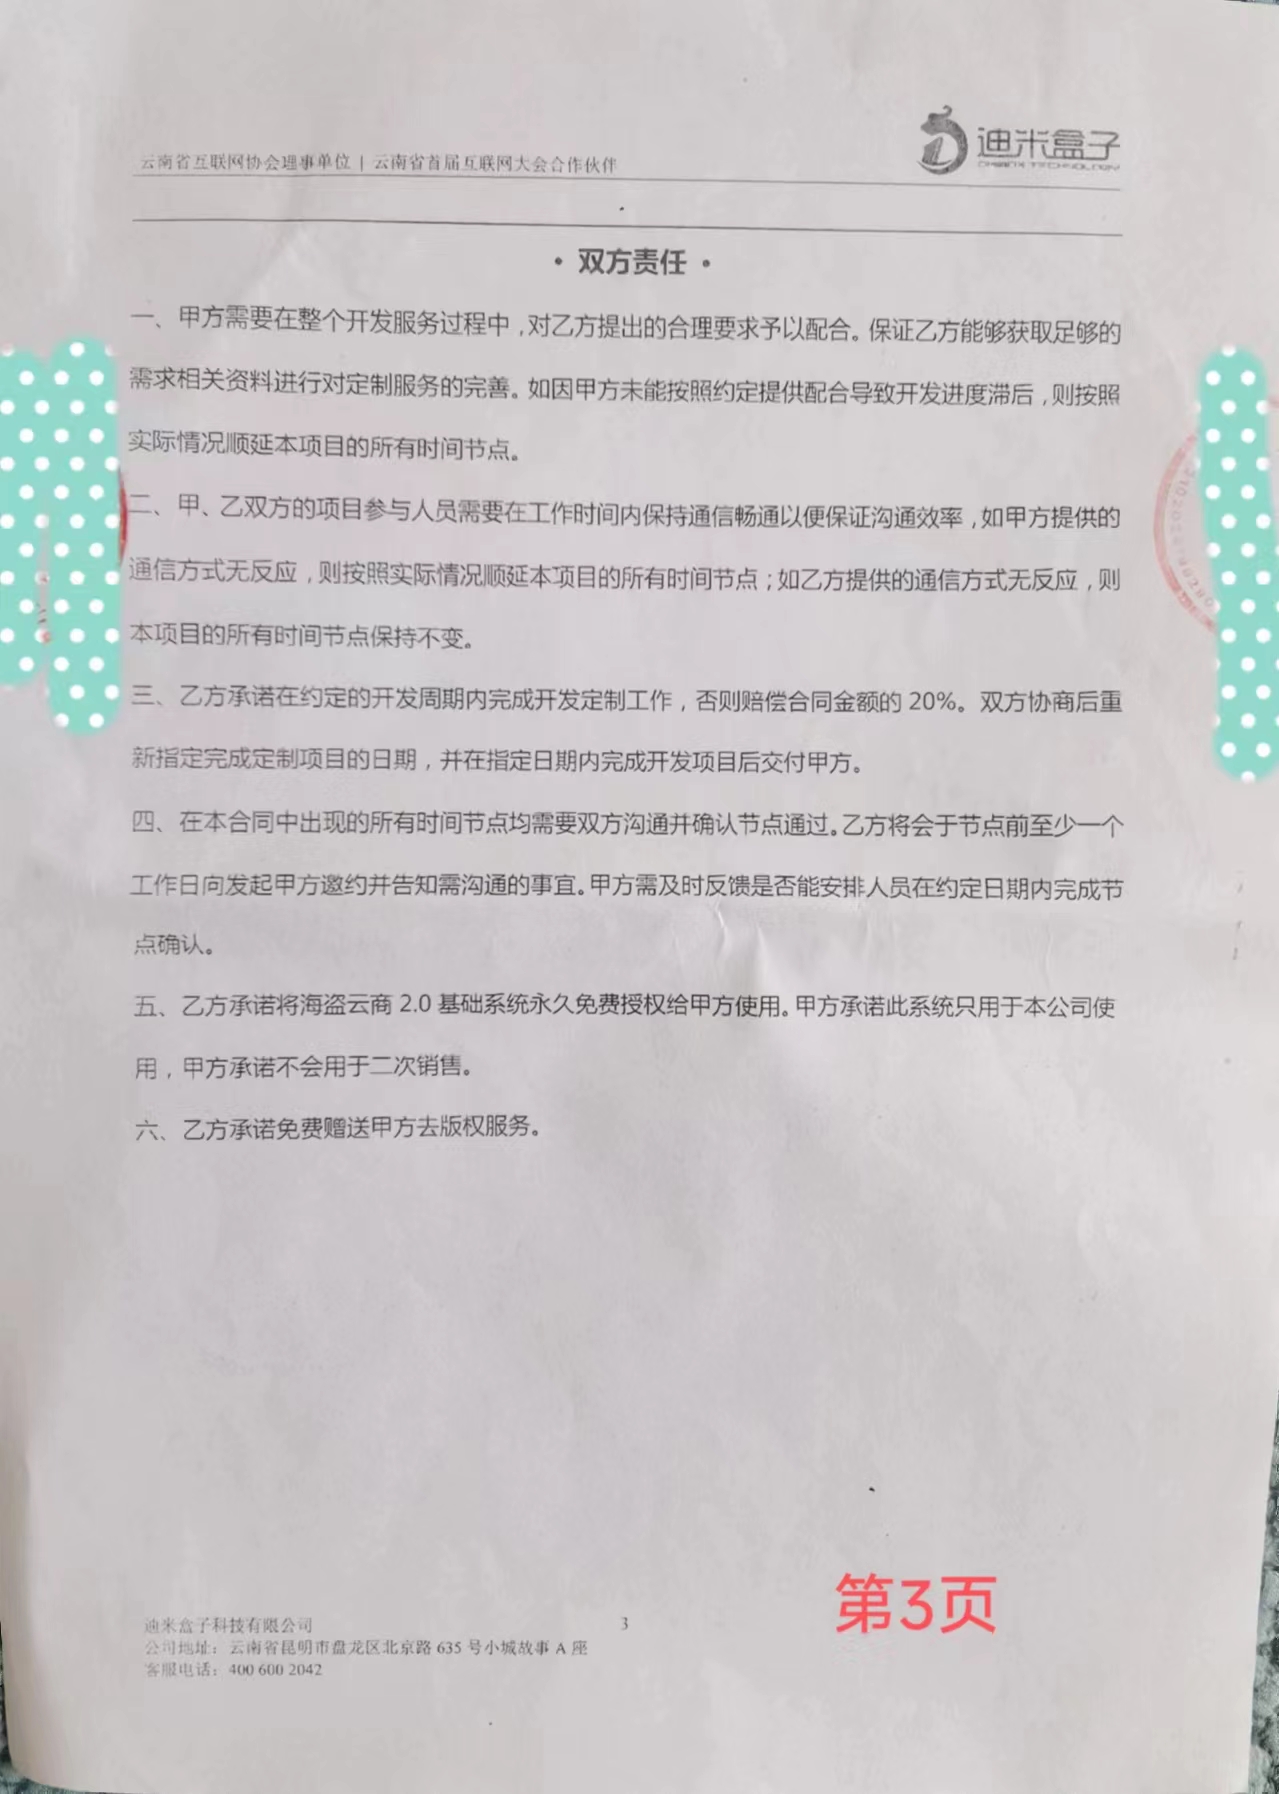 云南省互联网协会理事单位 | 云南省首届互联网大会合作伙伴
迪米盒子
· 双方责任 ·
一、甲方需要在整个开发服务过程中，对乙方提出的合理要求予以配合。保证乙方能够获取足够的
需求相关资料进行对定制服务的完善。如因甲方未能按照约定提供配合导致开发进度滞后，则按照
实际情况顺延本项目的所有时间节点。
二、甲、乙双方的项目参与人员需要在工作时间内保持通信畅通以便保证沟通效率，如甲方提供的
通信方式无反应，则按照实际情况顺延本项目的所有时间节点；如乙方提供的通信方式无反应，则
本项目的所有时间节点保持不变。
三、乙方承诺在约定的开发周期内完成开发定制工作，否则赔偿合同金额的 20%。双方协商后重
新指定完成定制项目的日期，并在指定日期内完成开发项目后交付甲方。
四、在本合同中出现的所有时间节点均需要双方沟通并确认节点通过。乙方将会于节点前至少一个
工作日向发起甲方邀约并告知需沟通的事宜。甲方需及时反馈是否能安排人员在约定日期内完成节
点确认。
五、乙方承诺将海盗云商 2.0 基础系统永久免费授权给甲方使用。甲方承诺此系统只用于本公司使
用，甲方承诺不会用于二次销售。
六、乙方承诺免费赠送甲方去版权服务。
第3页
迪米盒子科技有限公司
3
公司地址：云南省昆明市盘龙区北京路 635 号小城故事 A 座
客服电话：400 600 2042